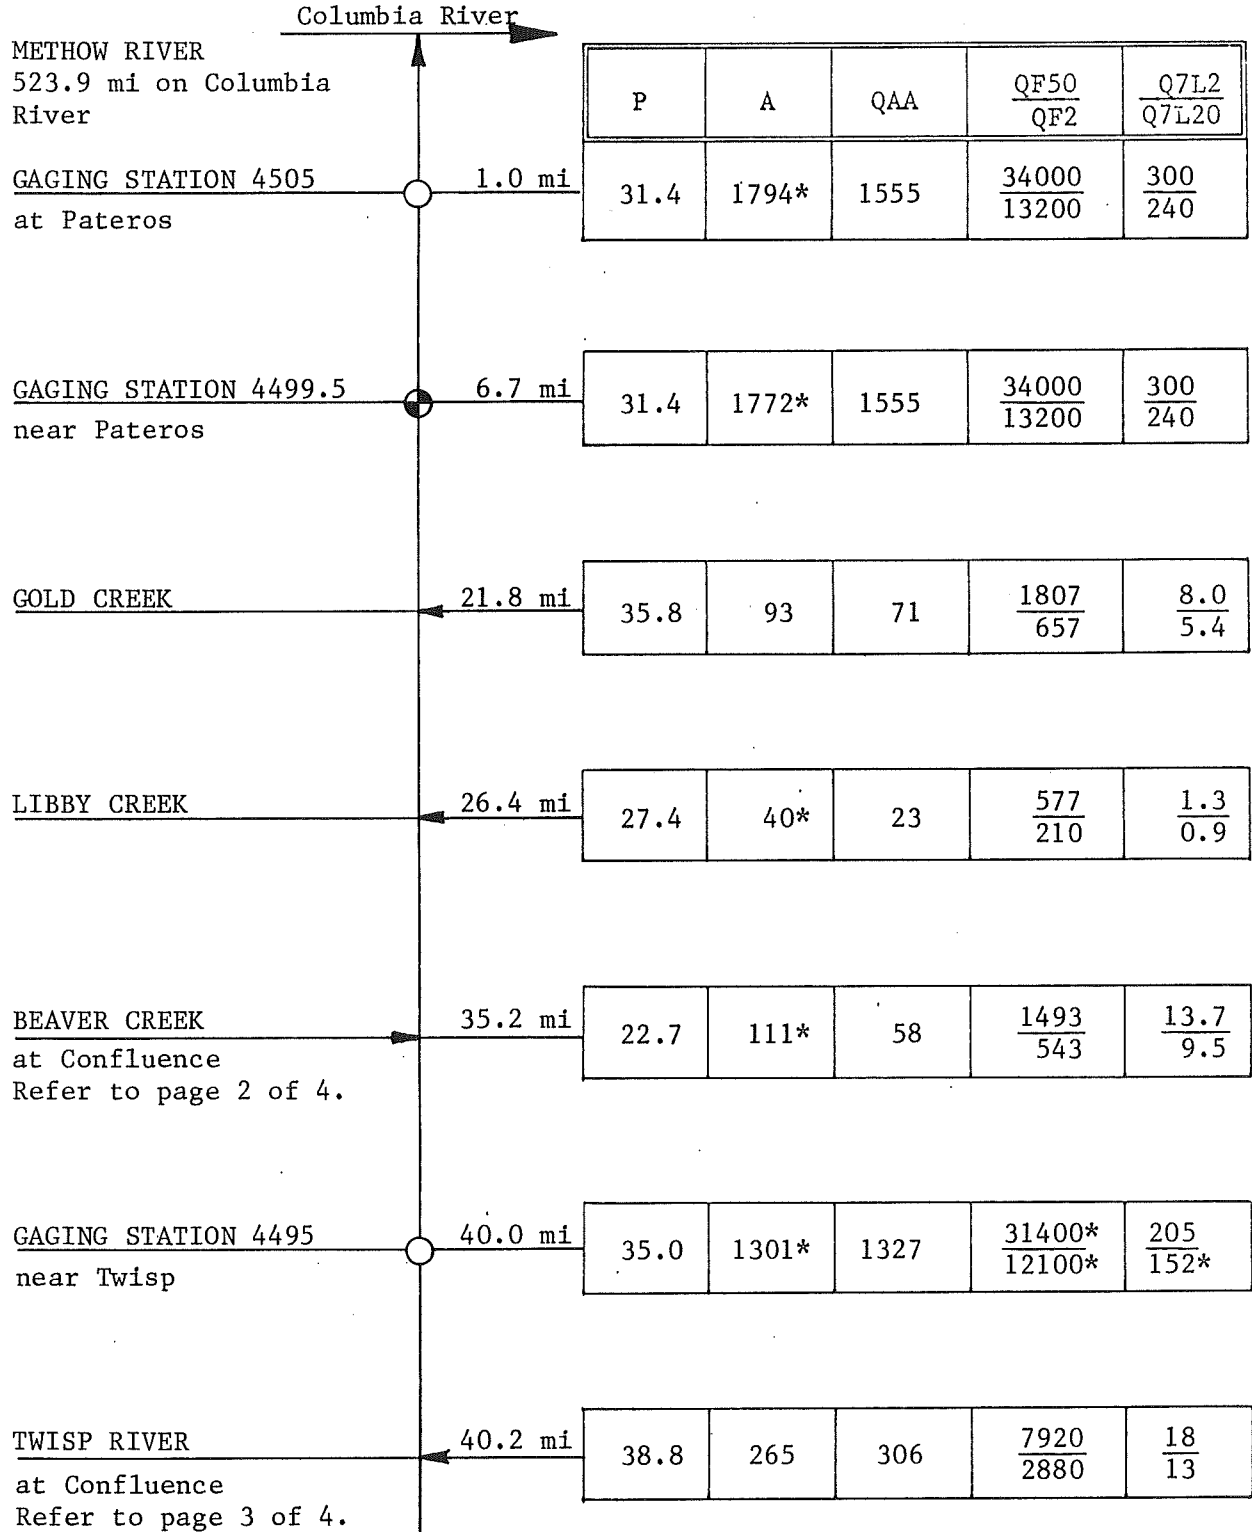 Columbia River
METHOW RIVER
523.9 mi on Columbia
River
P A QAA QF50 Q7L2
QF2 Q7L20
GAGING STATION 4505 1.0 mi 31.4 1794* 1555 34000 300
13200 240
at Pateros
GAGING STATION 4499.5 6.7 mi 31.4 1772* 1555 34000 300
13200 240
near Pateros
GOLD CREEK 21.8 mi 35.8 93 71 1807 8.0
657 5.4
LIBBY CREEK 26.4 mi 27.4 40* 23 577 1.3
210 0.9
BEAVER CREEK 35.2 mi 22.7 111* 58 1493 13.7
543 9.5
at Confluence
Refer to page 2 of 4.
GAGING STATION 4495 40.0 mi 35.0 1301* 1327 31400* 205
12100* 152*
near Twisp
TWISP RIVER 40.2 mi 38.8 265 306 7920 18
2880 13
at Confluence
Refer to page 3 of 4.